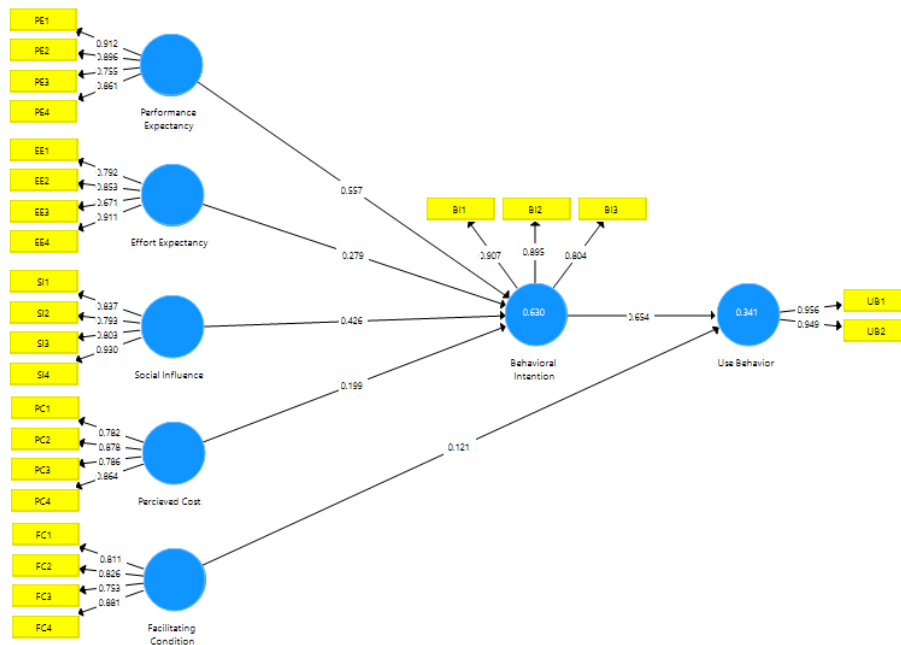 PE1
0.912
PE2
0.896
PE3
0.755
PE4
0.861
Performance
Expectancy
EE1
0.792
EE2
0.853
EE3
0.671
EE4
0.911
Effort Expectancy
SI1
0.837
SI2
0.793
SI3
0.803
SI4
0.930
Social Influence
PC1
0.782
PC2
0.878
PC3
0.786
PC4
0.864
Percieved Cost
FC1
0.811
FC2
0.826
FC3
0.753
FC4
0.881
Facilitating
Condition
0.557
0.279
0.426
0.199
0.121
BI1
BI2
BI3
0.907
0.895
0.804
0.630
Behavioral
Intention
0.654
0.341
Use Behavior
0.956
UB1
0.949
UB2